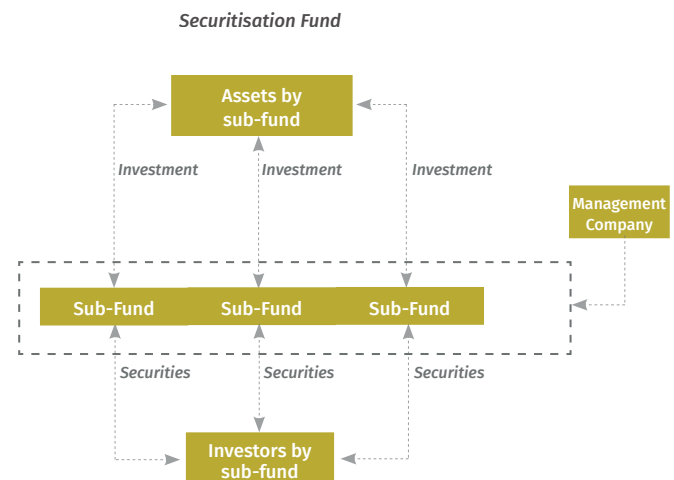 Securitisation Fund
Assets by
sub-fund
Investment
Investment
Investment
Management
Company
Sub-Fund
Sub-Fund
Sub-Fund
Securities
Securities
Securities
Investors by
sub-fund